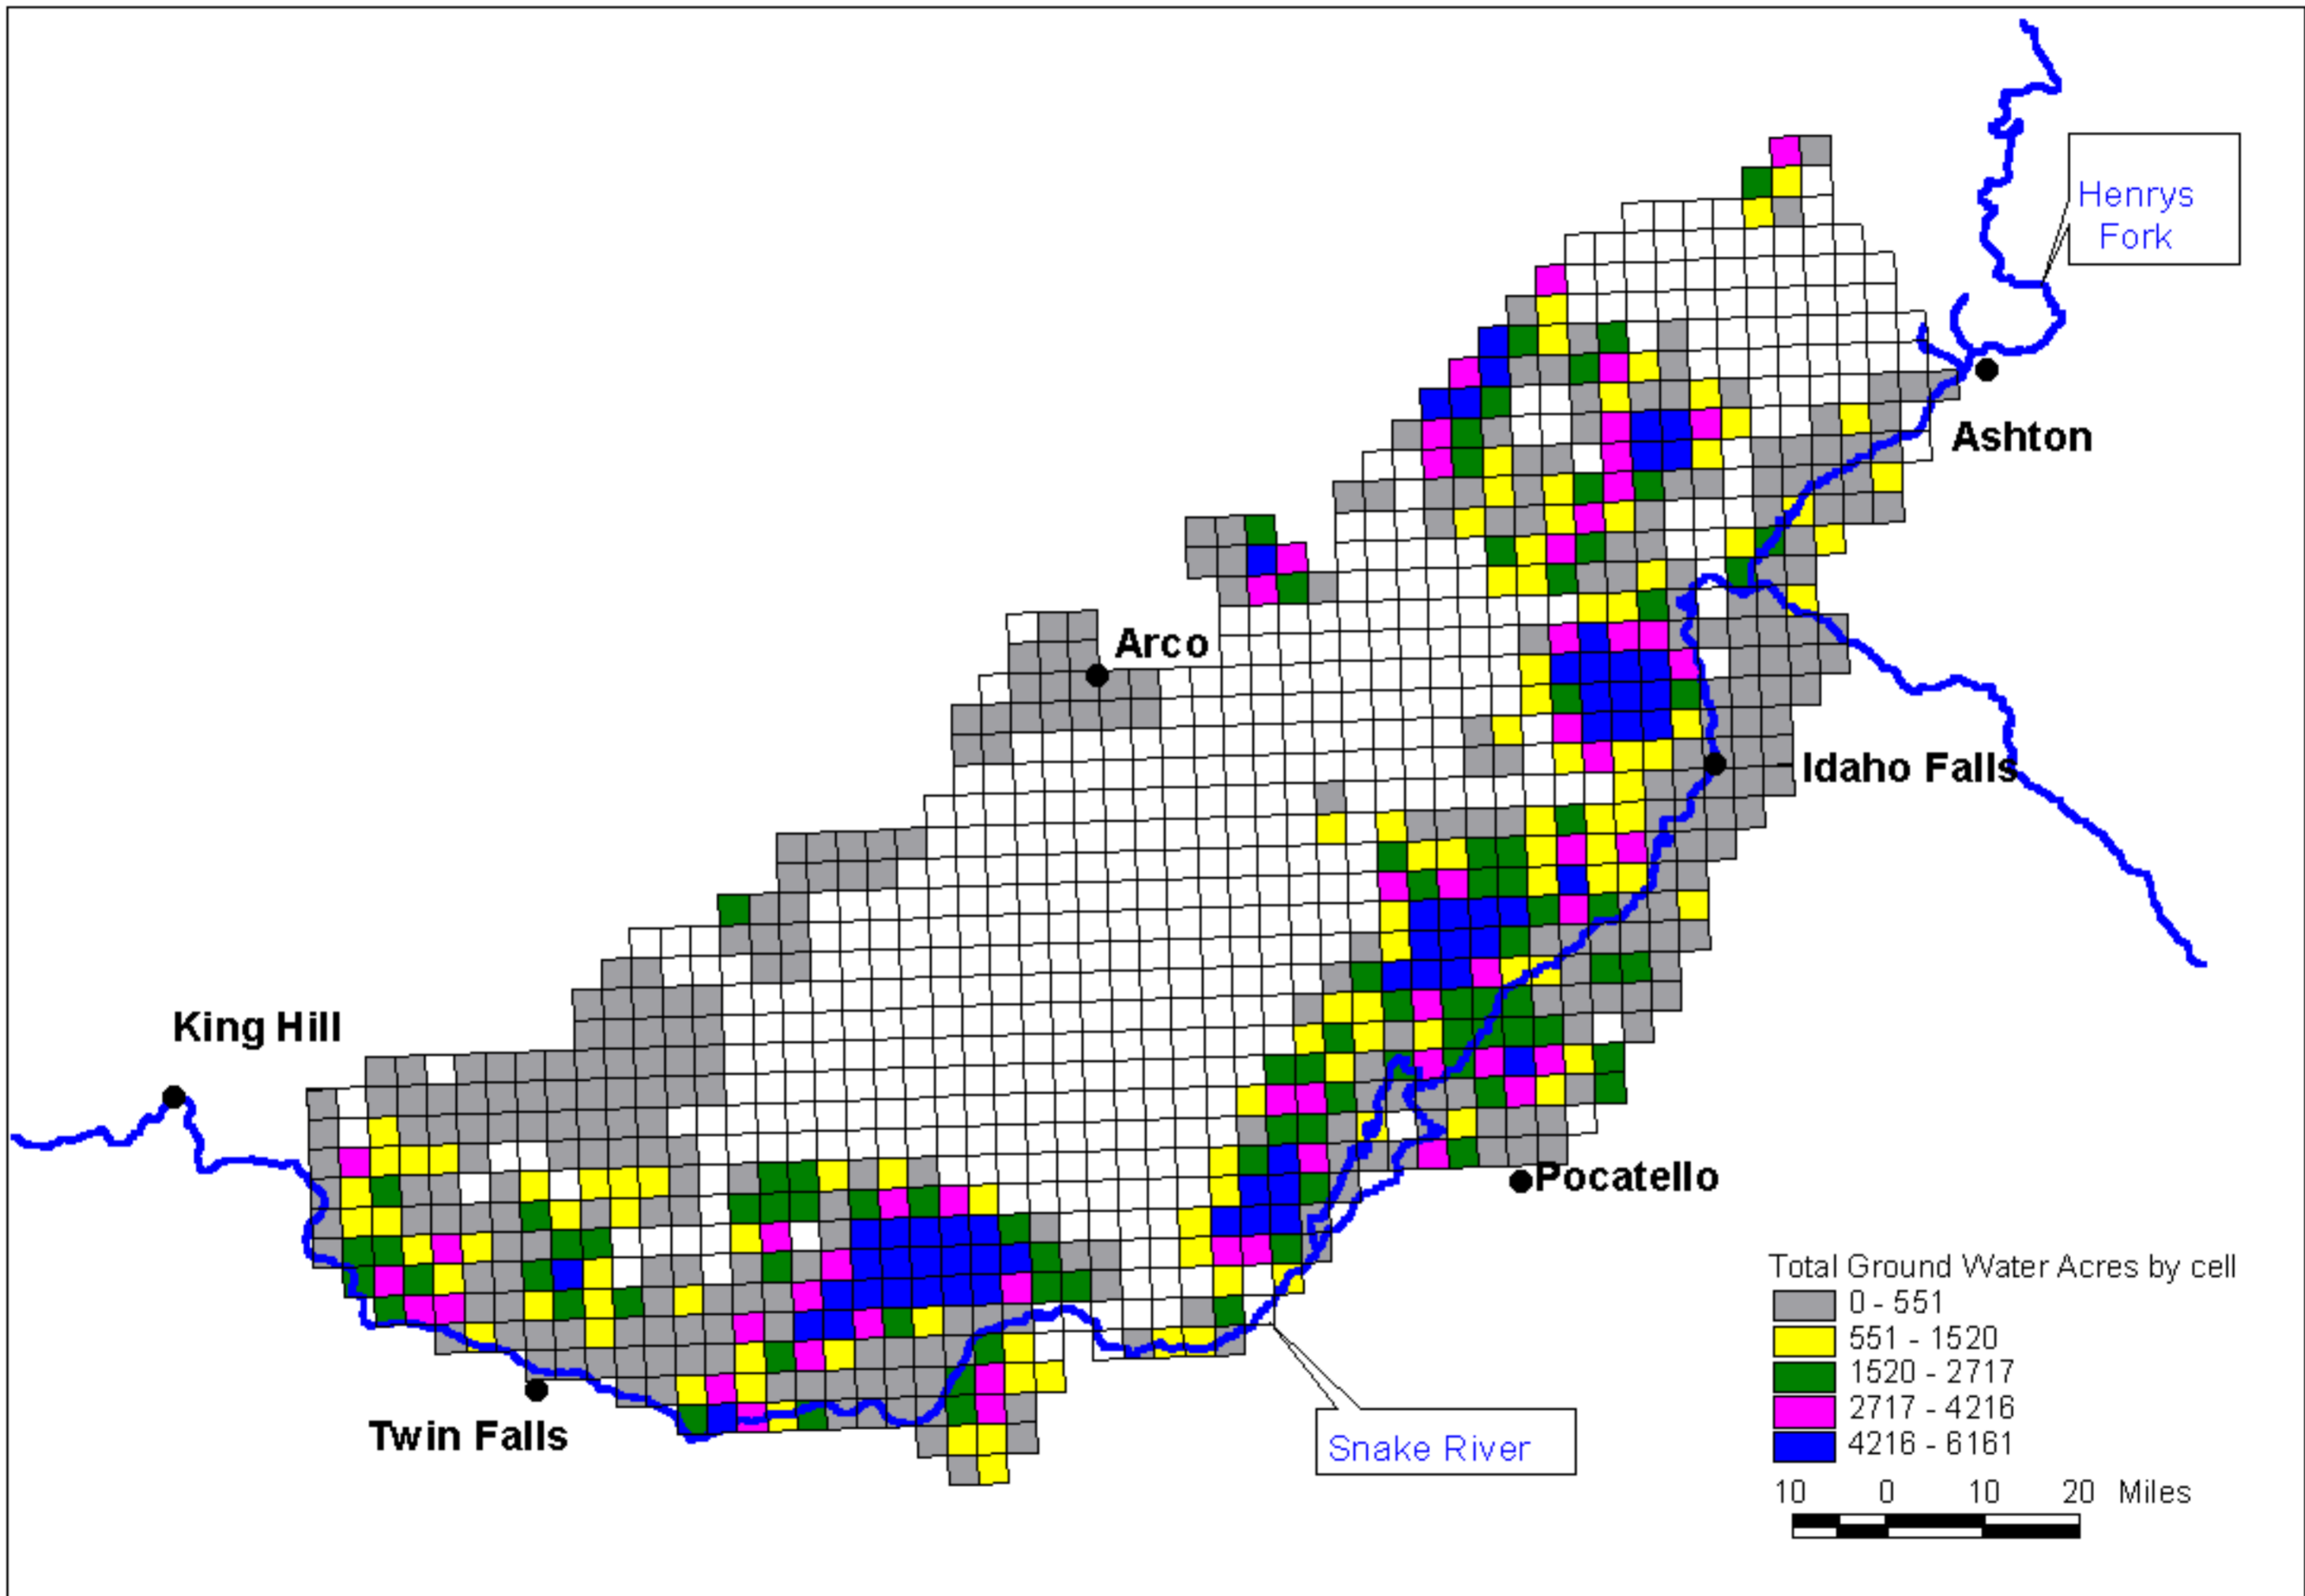 Henrys
Fork
Ashton
Arco
Idaho Falls
King Hill
Pocatello
Twin Falls
Snake River
Total Ground Water Acres by cell
0 - 551
551 - 1520
1520 - 2717
2717 - 4216
4216 - 6161
10 0 10 20 Miles